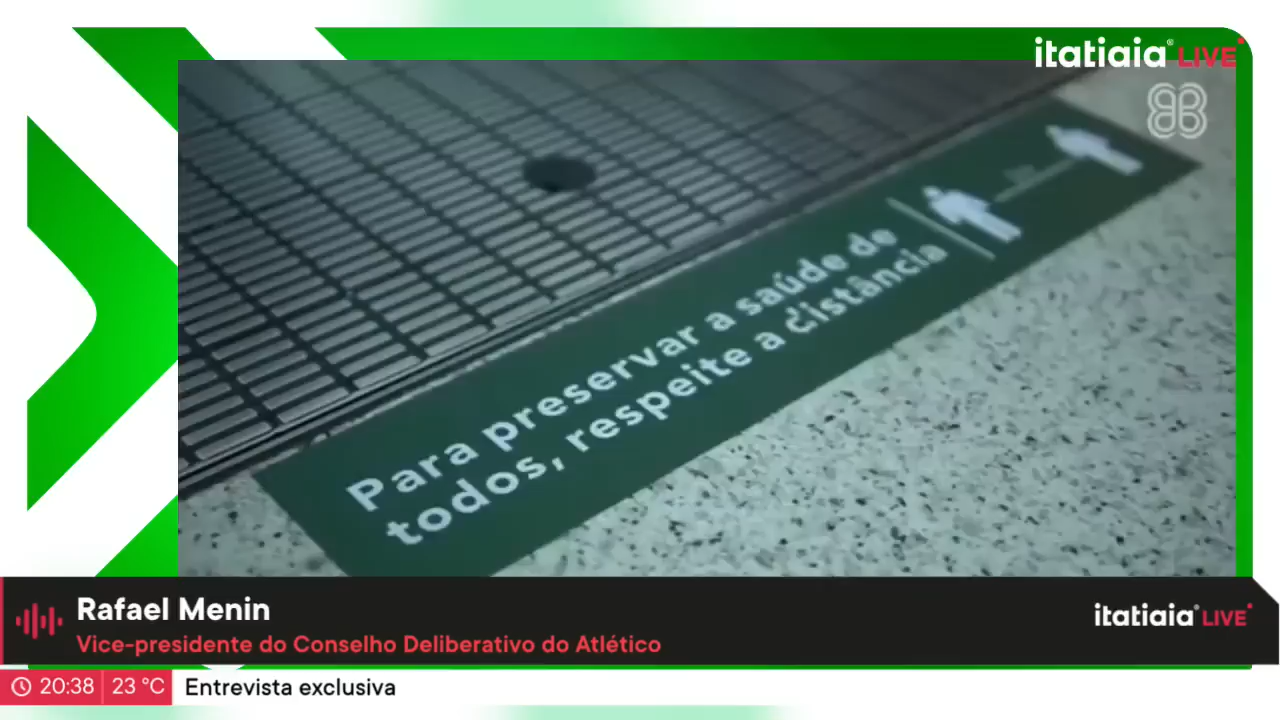 itatiaia LIVE
Para preservar a saúde de
todos, respeite a distância
Rafael Menin
Vice-presidente do Conselho Deliberativo do Atlético
itatiaia LIVE
20:38 23 °C Entrevista exclusiva